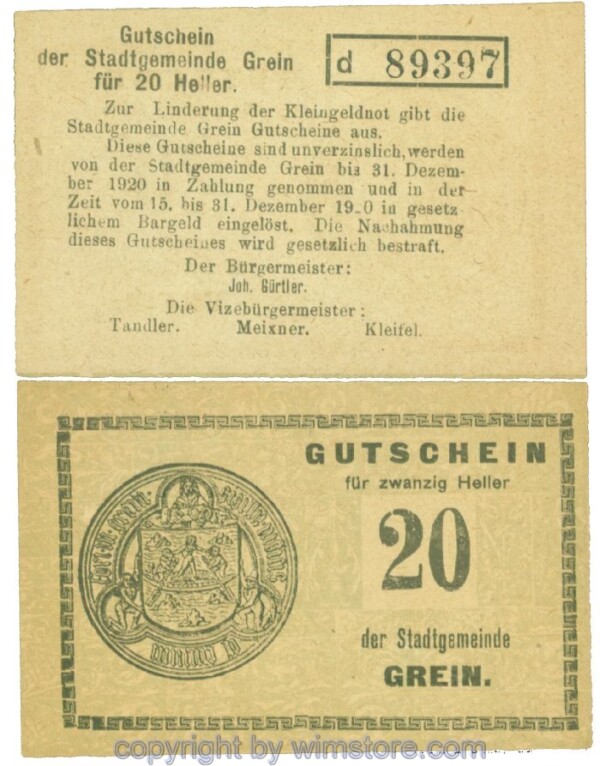 Gutschein
der Stadtgemeinde Grein
für 20 Heller.
d 89397
Zur Linderung der Kleingeldnot gibt die
Stadtgemeinde Grein Gutscheine aus.
Diese Gutscheine sind unverzinslich, werden
von der Stadtgemeinde Grein bis 31. Dezem-
ber 1920 in Zahlung genommen und in der
Zeit vom 15. bis 31. Dezember 19 0 in gesetz
lichem Bargeld eingelöst. Die Nachahmung
dieses Gutscheines wird gesetzlich bestraft.
Der Bürgermeister:
Joh. Gürtler.
Die Vizebürgermeister:
Tandler. Meixner. Kleifel.
GUTSCHEIN
für zwanzig Heller
20
der Stadtgemeinde
GREIN.
copyright by wimstore.com